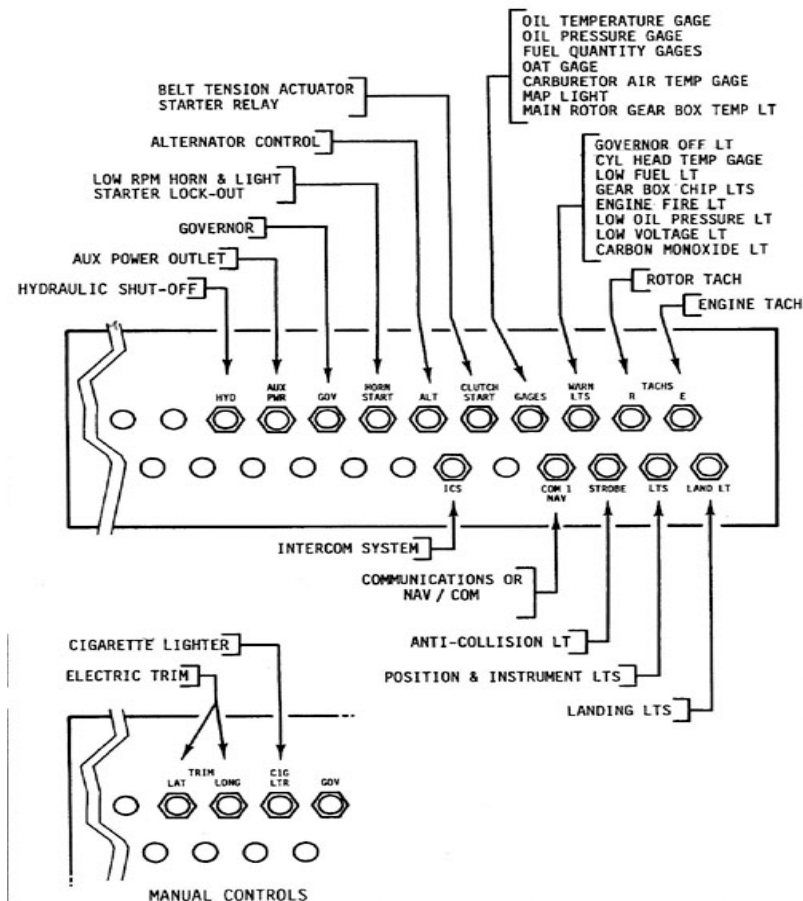 OIL TEMPERATURE GAGE
OIL PRESSURE GAGE
FUEL QUANTITY GAGES
OAT GAGE
CARBURETOR AIR TEMP GAGE
MAP LIGHT
MAIN ROTOR GEAR BOX TEMP LT
BELT TENSION ACTUATOR
STARTER RELAY
ALTERNATOR CONTROL
GOVERNOR OFF LT
CYL HEAD TEMP GAGE
LOW FUEL LT
GEAR BOX CHIP LTS
ENGINE FIRE LT
LOW OIL PRESSURE LT
LOW VOLTAGE LT
CARBON MONOXIDE LT
LOW RPM HORN & LIGHT
STARTER LOCK-OUT
GOVERNOR
AUX POWER OUTLET
HYDRAULIC SHUT-OFF
ROTOR TACH
ENGINE TACH
HYD
AUX
PWR
GOV
HORN
START
ALT
CLUTCH
START
GAGES
WARN
LTS
TACHS
R
E
ICS
COM 1
NAV
STROBE
LTS
LAND LT
INTERCOM SYSTEM
COMMUNICATIONS OR
NAV / COM
ANTI-COLLISION LT
POSITION & INSTRUMENT LTS
LANDING LTS
CIGARETTE LIGHTER
ELECTRIC TRIM
TRIM
LAT
LONG
CIG
LTR
GOV
MANUAL CONTROLS